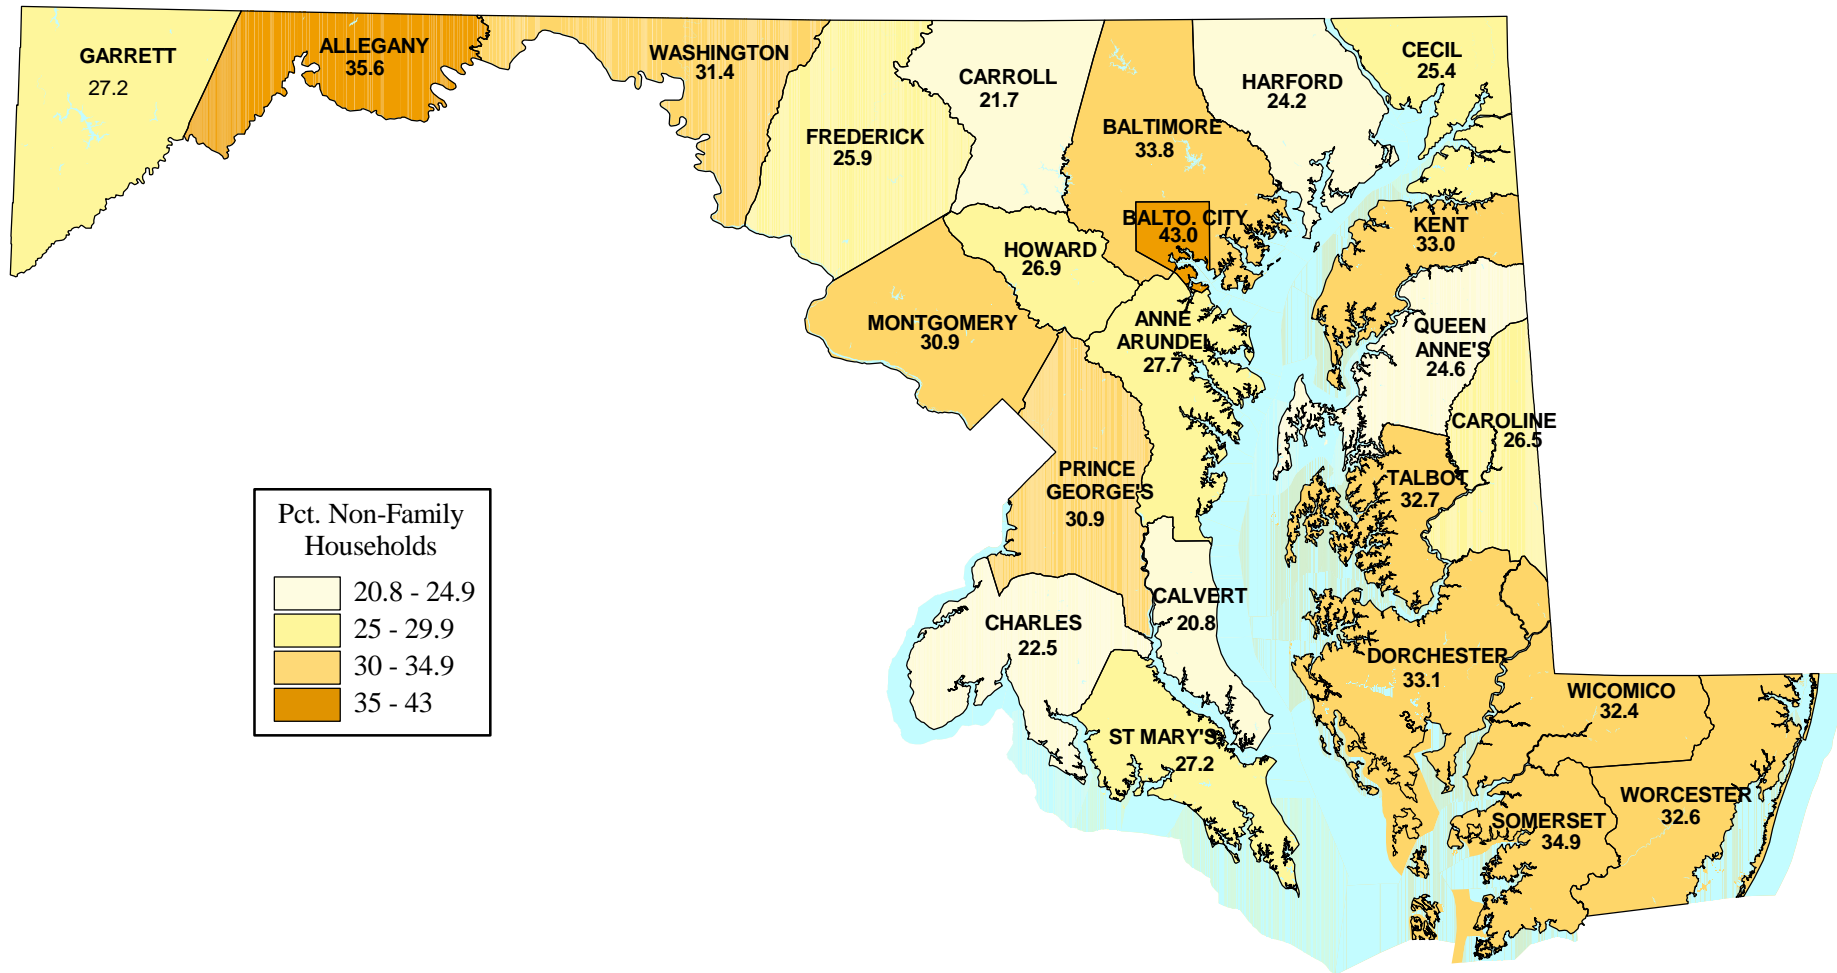 GARRETT
27.2
ALLEGANY
35.6
WASHINGTON
31.4
FREDERICK
25.9
CARROLL
21.7
BALTIMORE
33.8
HARFORD
24.2
CECIL
25.4
BALTO. CITY
43.0
KENT
33.0
HOWARD
26.9
MONTGOMERY
30.9
ANNE
ARUNDEL
27.7
QUEEN
ANNE'S
24.6
CAROLINE
26.5
PRINCE
GEORGE'S
30.9
TALBOT
32.7
CALVERT
20.8
CHARLES
22.5
DORCHESTER
33.1
WICOMICO
32.4
ST MARY'S
27.2
WORCESTER
32.6
SOMERSET
34.9
Pct. Non-Family
Households
20.8 - 24.9
25 - 29.9
30 - 34.9
35 - 43